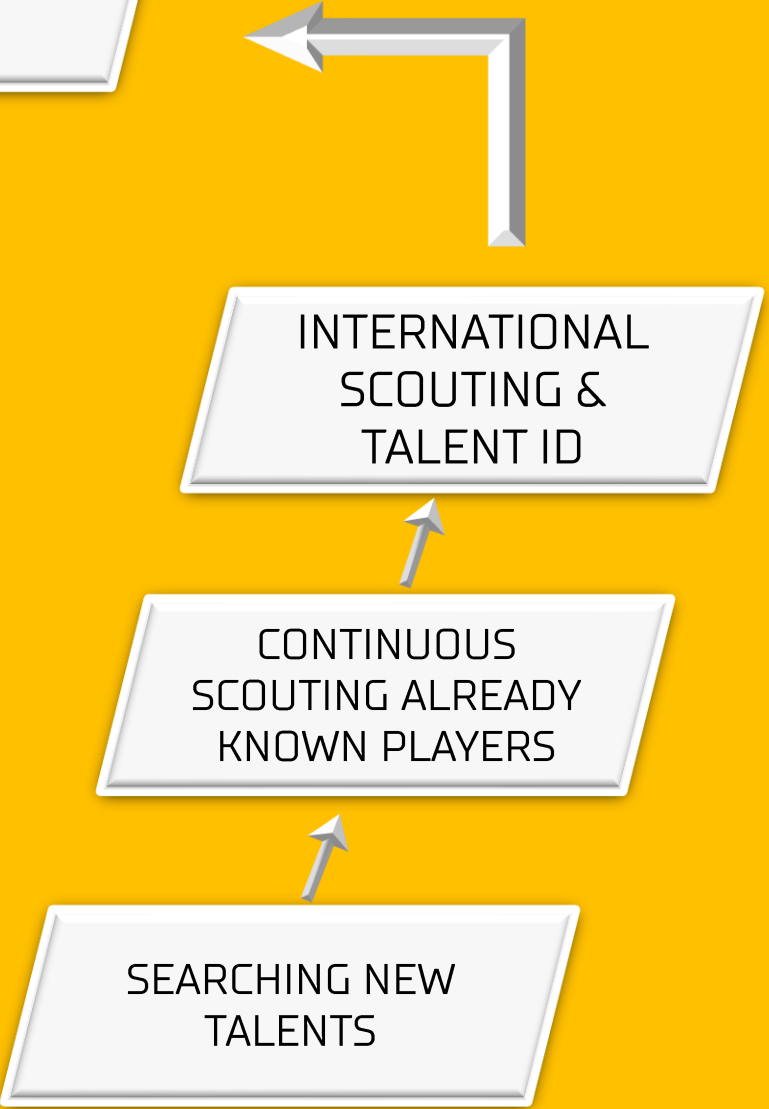 INTERNATIONAL
SCOUTING &
TALENT ID
CONTINUOUS
SCOUTING ALREADY
KNOWN PLAYERS
SEARCHING NEW
TALENTS